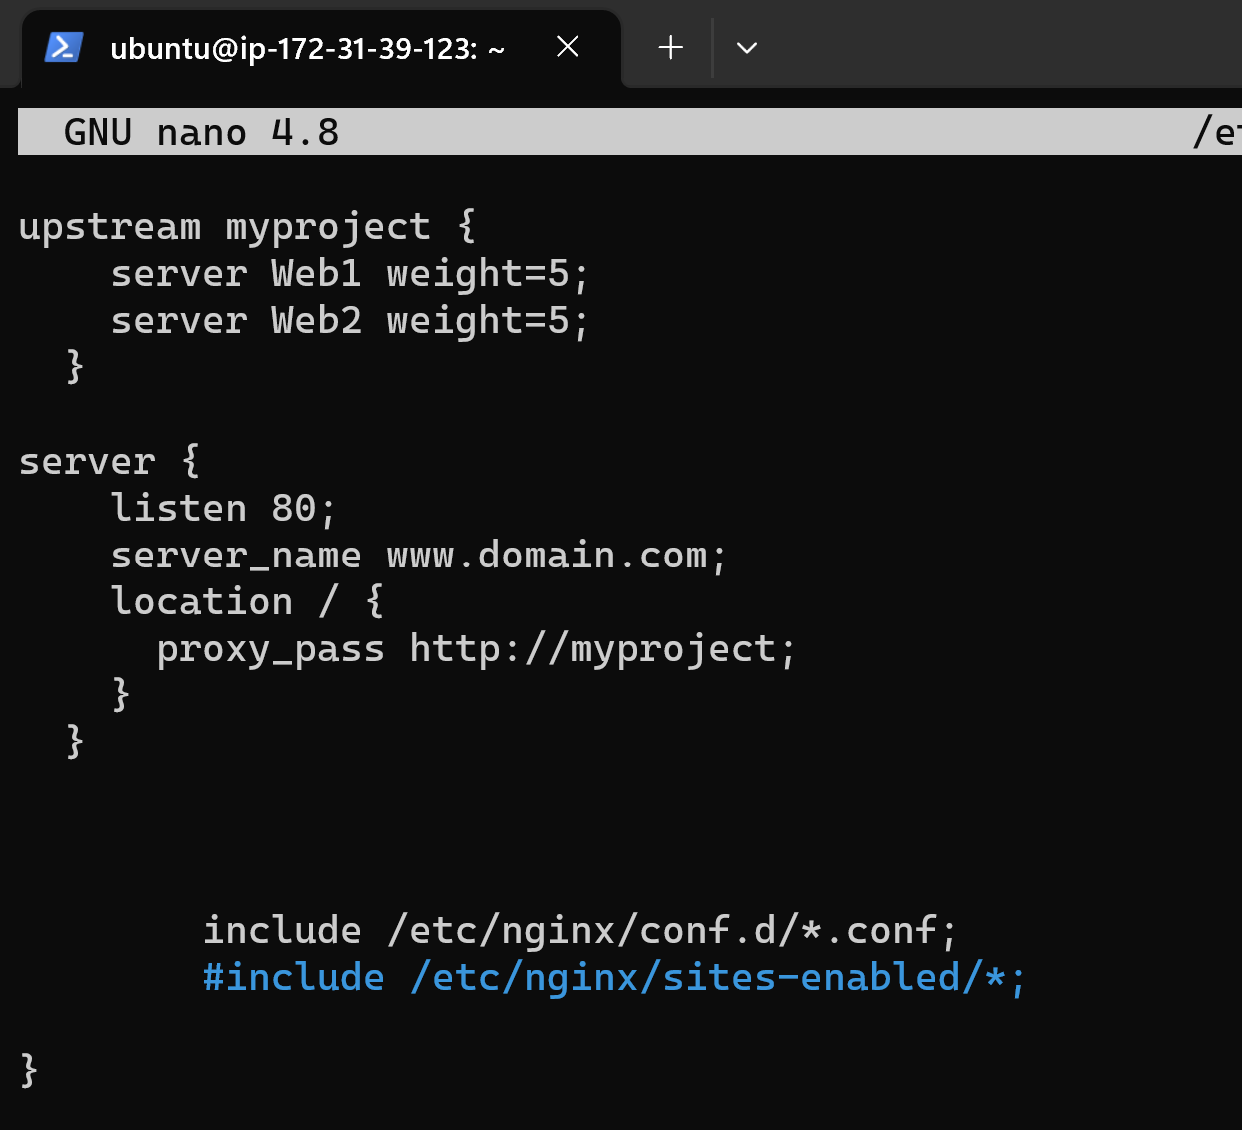 ubuntu@ip-172-31-39-123: ~
GNU nano 4.8
upstream myproject {
server Web1 weight=5;
server Web2 weight=5;
}
server {
listen 80;
server_name www.domain.com;
location / {
proxy_pass http://myproject;
}
}
include /etc/nginx/conf.d/*.conf;
#include /etc/nginx/sites-enabled/*;
}